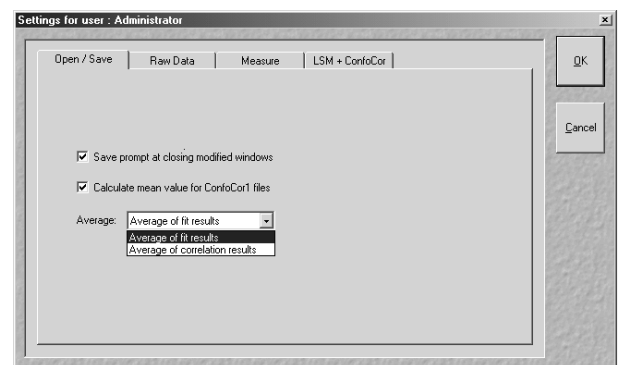 Settings for user : Administrator
Open / Save
Raw Data
Measure
LSM + ConfoCor
OK
Cancel
Save prompt at closing modified windows
Calculate mean value for ConfoCor1 files
Average: Average of fit results
Average of fit results
Average of correlation results